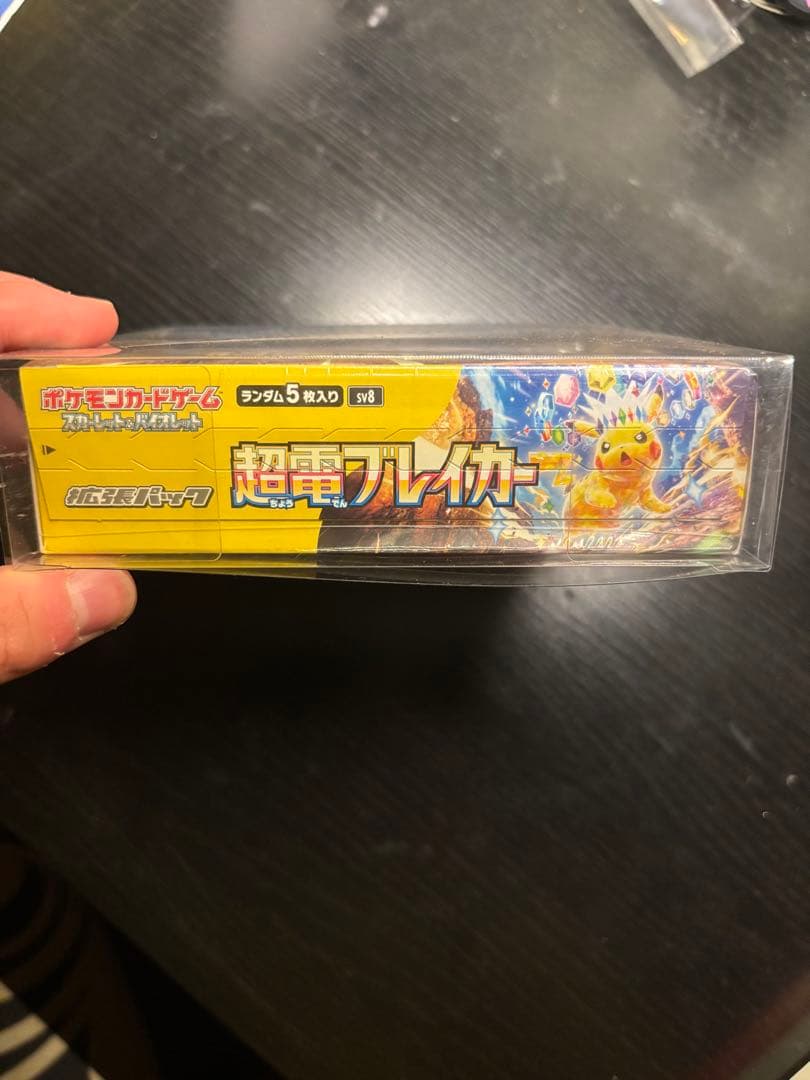 ポケモンカードゲーム
スカーレット&バイオレット
ランダム5枚入り
SV8
拡張パック
超電ブレイカー
ちょう でん